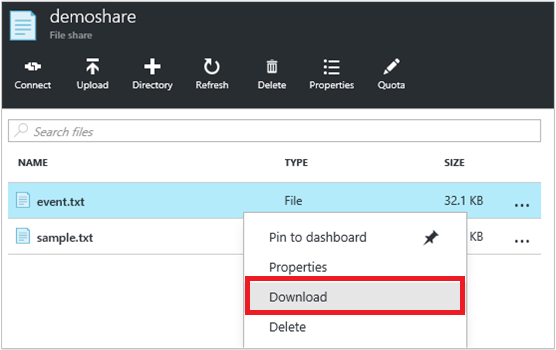 demoshare
File share
Connect Upload Directory Refresh Delete Properties Quota
Search files
NAME TYPE SIZE
event.txt File 32.1 KB ...
sample.txt KB ...
Pin to dashboard
Properties
Download
Delete